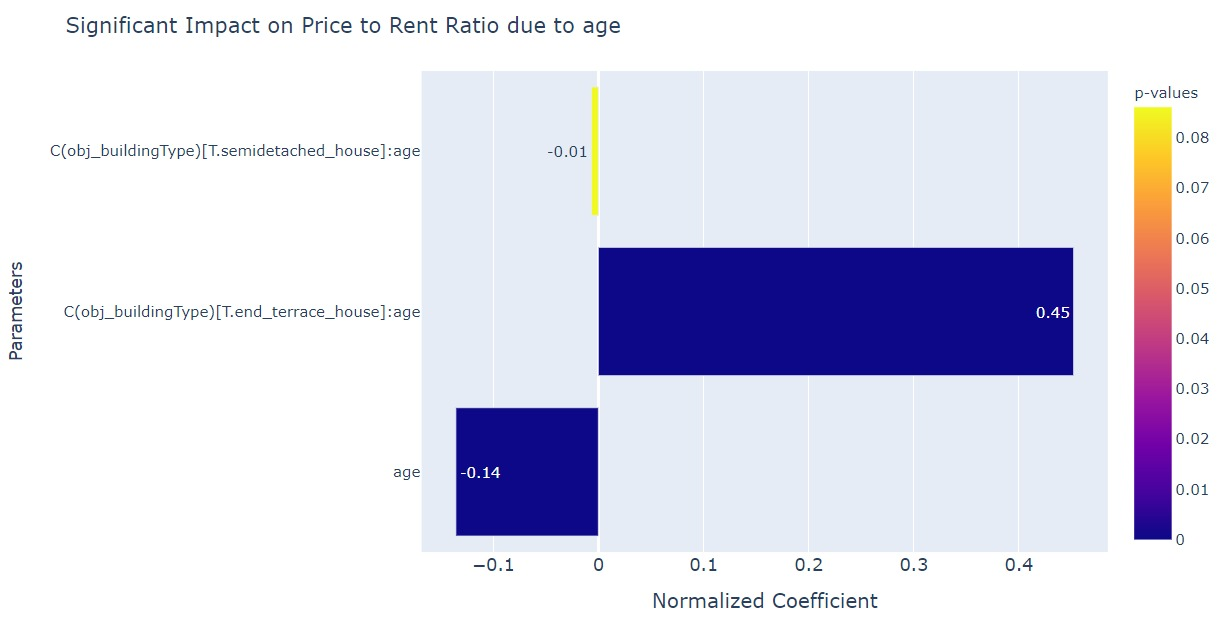 Significant Impact on Price to Rent Ratio due to age
p-values
C(obj_buildingType)[T.semidetached_house]:age
-0.01
C(obj_buildingType)[T.end_terrace_house]:age
0.45
age
-0.14
Parameters
−0.1
0
0.1
0.2
0.3
0.4
Normalized Coefficient
0.08
0.07
0.06
0.05
0.04
0.03
0.02
0.01
0